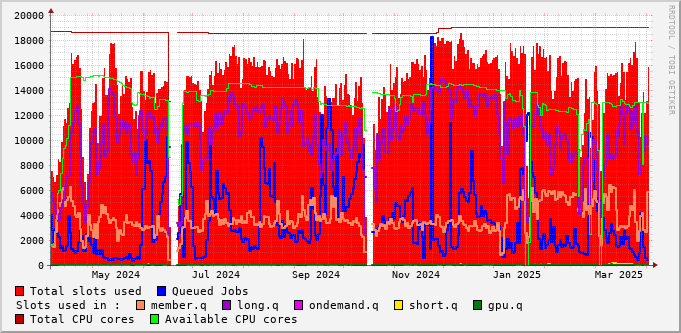 RRDTOOL / TOBI OETIKER
20000
18000
16000
14000
12000
10000
8000
6000
4000
2000
0
May 2024 Jul 2024 Sep 2024 Nov 2024 Jan 2025 Mar 2025
Total slots used Queued Jobs
Slots used in : member.q long.q ondemand.q short.q gpu.q
Total CPU cores Available CPU cores